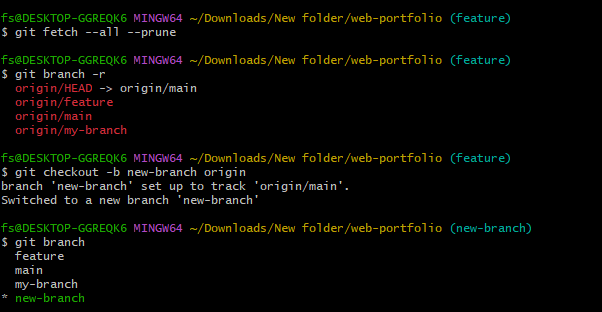 fs@DESKTOP-GGREQK6 MINGW64 ~/Downloads/New folder/web-portfolio (feature)
$ git fetch --all --prune
fs@DESKTOP-GGREQK6 MINGW64 ~/Downloads/New folder/web-portfolio (feature)
$ git branch -r
  origin/HEAD -> origin/main
  origin/feature
  origin/main
  origin/my-branch
fs@DESKTOP-GGREQK6 MINGW64 ~/Downloads/New folder/web-portfolio (feature)
$ git checkout -b new-branch origin
branch 'new-branch' set up to track 'origin/main'.
Switched to a new branch 'new-branch'
fs@DESKTOP-GGREQK6 MINGW64 ~/Downloads/New folder/web-portfolio (new-branch)
$ git branch
  feature
  main
  my-branch
* new-branch